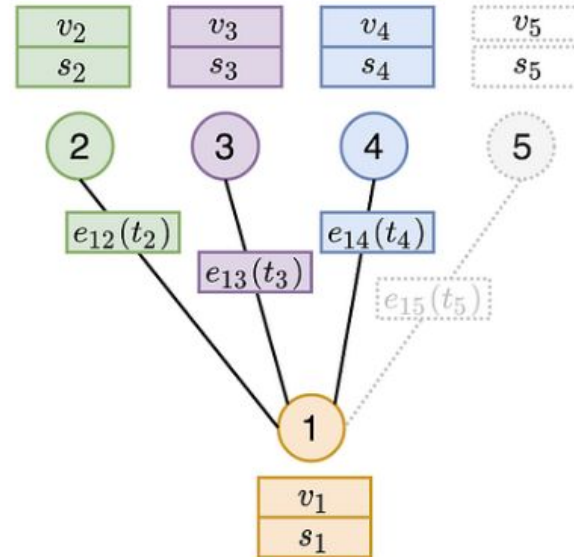 v₂ v₃ v₄ v₅
s₂ s₃ s₄ s₅
2 3 4 5
e₁₂(t₂) e₁₃(t₃) e₁₄(t₄) e₁₅(t₅)
1
v₁
s₁